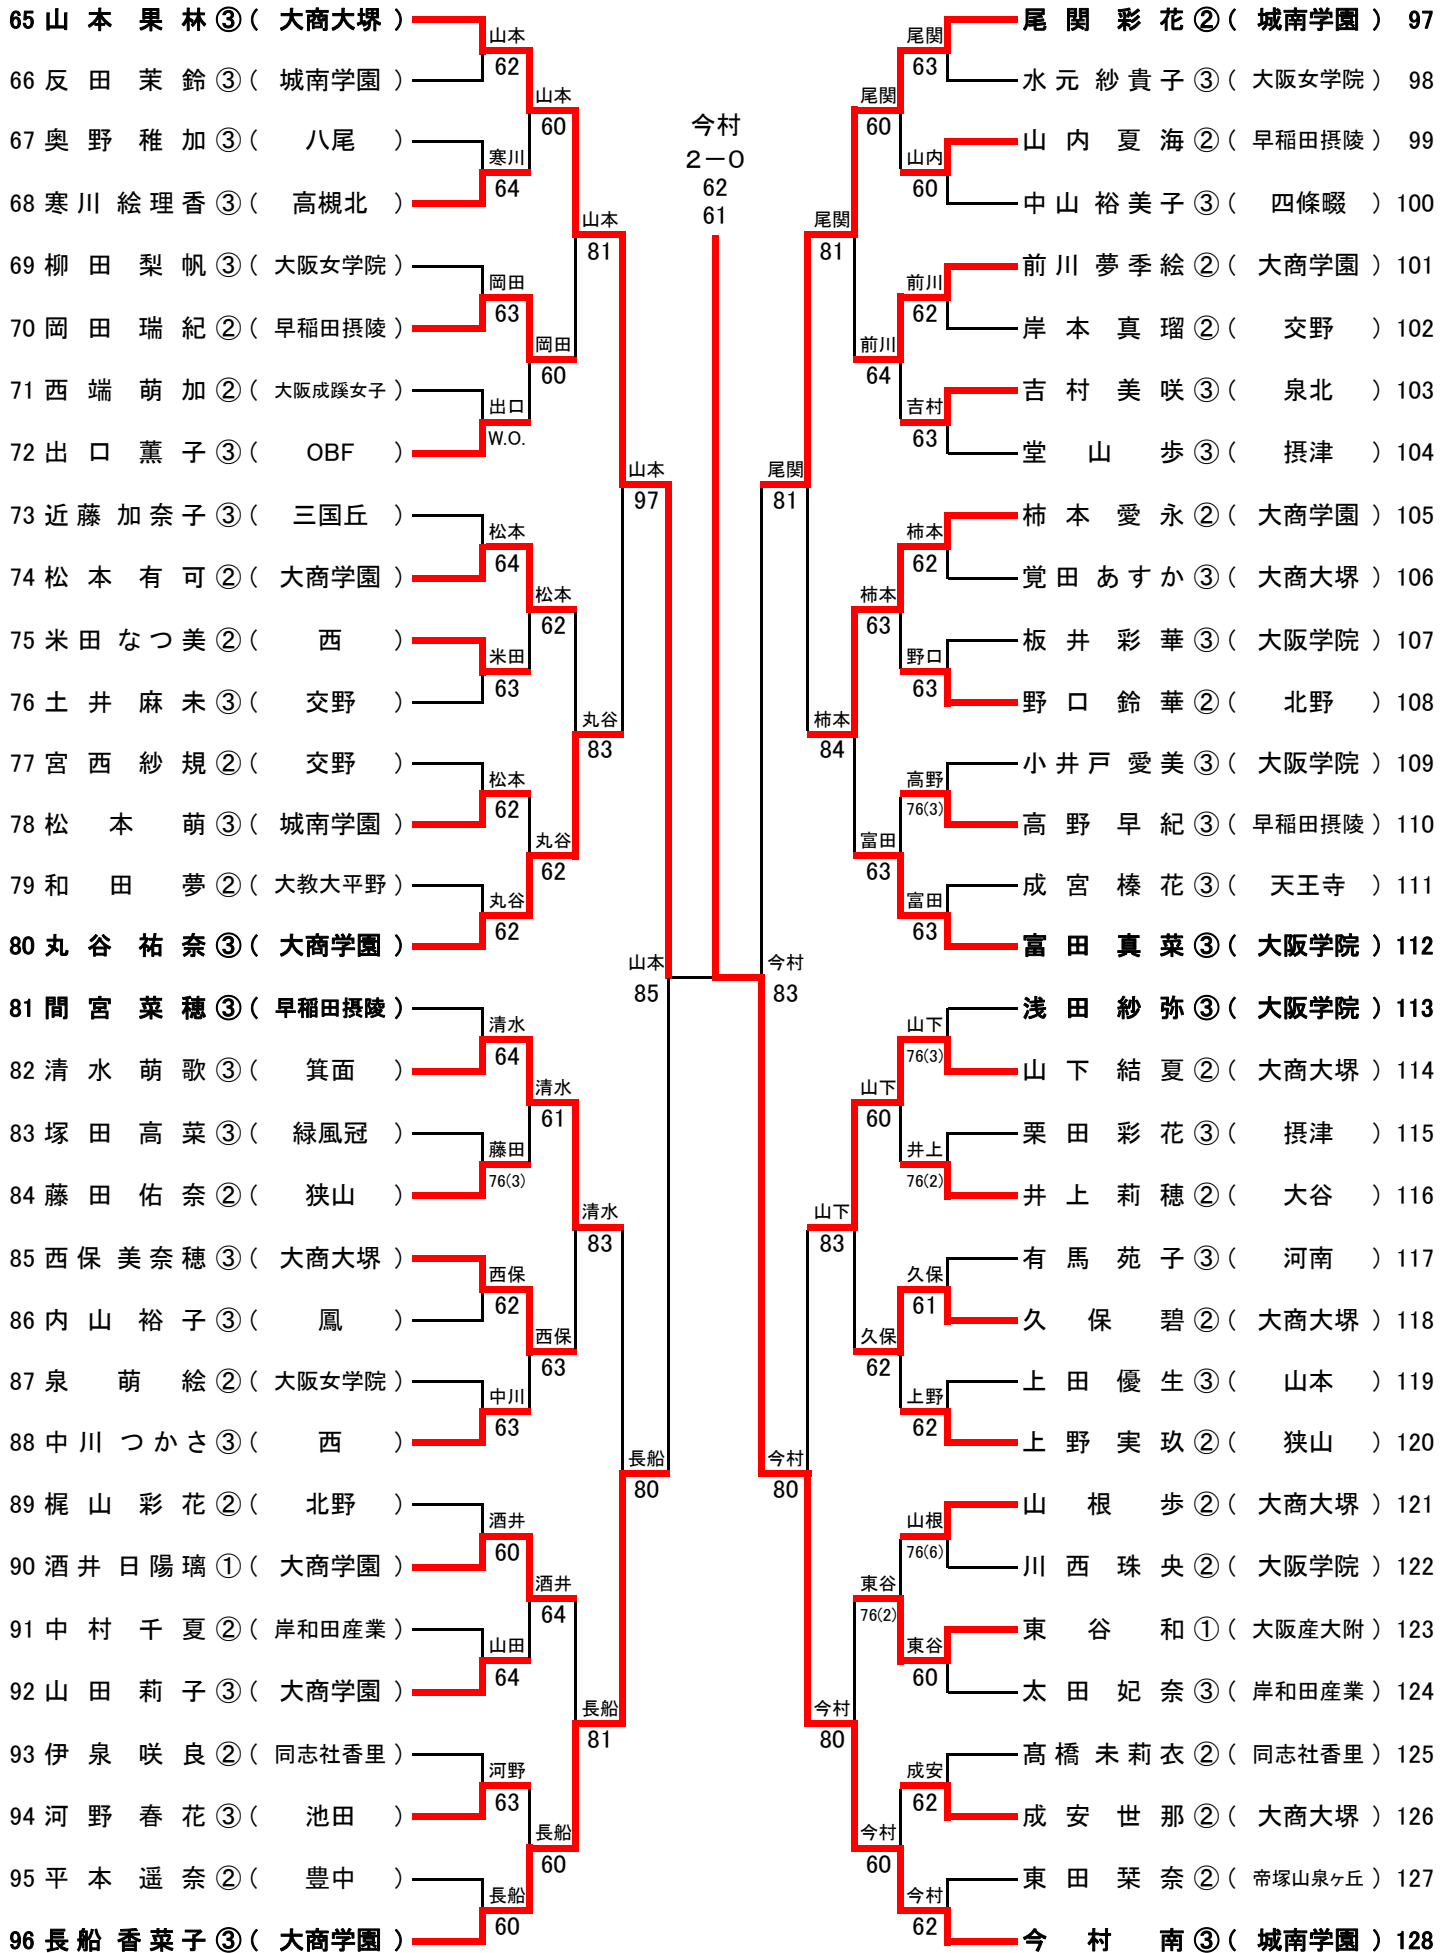 65 山本 果林 ③ ( 大商大堺 )
66 反田 茉鈴 ③ ( 城南学園 )
67 奥野 稚加 ③ ( 八尾 )
68 寒川 絵理香 ③ ( 高槻北 )
69 柳田 梨帆 ③ ( 大阪女学院 )
70 岡田 瑞紀 ② ( 早稲田摂陵 )
71 西端 萌加 ② ( 大阪成蹊女子 )
72 出口 薫子 ③ ( OBF )
73 近藤 加奈子 ③ ( 三国丘 )
74 松本 有可 ② ( 大商学園 )
75 米田 なつ美 ② ( 西 )
76 土井 麻未 ③ ( 交野 )
77 宮西 紗規 ② ( 交野 )
78 松本 萌 ③ ( 城南学園 )
79 和田 夢 ② ( 大教大平野 )
80 丸谷 祐奈 ③ ( 大商学園 )
81 間宮 菜穂 ③ ( 早稲田摂陵 )
82 清水 萌歌 ③ ( 箕面 )
83 塚田 高菜 ③ ( 緑風冠 )
84 藤田 佑奈 ② ( 狭山 )
85 西保 美奈穂 ③ ( 大商大堺 )
86 内山 裕子 ③ ( 鳳 )
87 泉 萌絵 ② ( 大阪女学院 )
88 中川 つかさ ③ ( 西 )
89 梶山 彩花 ② ( 北野 )
90 酒井 日陽璃 ① ( 大商学園 )
91 中村 千夏 ② ( 岸和田産業 )
92 山田 莉子 ③ ( 大商学園 )
93 伊泉 咲良 ② ( 同志社香里 )
94 河野 春花 ③ ( 池田 )
95 平本 遥奈 ② ( 豊中 )
96 長船 香菜子 ③ ( 大商学園 )
山本
62
寒川
64
岡田
63
出口
W.O.
松本
64
米田
63
松本
62
丸谷
62
清水
64
藤田
76(3)
西保
62
中川
63
酒井
60
山田
64
河野
63
長船
60
山本
60
岡田
60
松本
62
丸谷
62
清水
61
西保
63
酒井
64
長船
60
山本
81
丸谷
83
清水
83
長船
81
山本
97
長船
80
山本
85
今村
2－0
62
61
今村
83
尾関
81
今村
80
尾関
81
柿本
84
山下
83
今村
80
尾関
60
前川
64
柿本
63
富田
63
山下
60
久保
62
東谷
76(2)
今村
60
尾関
63
山内
60
前川
62
吉村
63
柿本
62
野口
63
高野
76(3)
富田
63
山下
76(3)
井上
76(2)
久保
61
上野
62
山根
76(6)
東谷
60
成安
62
今村
62
尾関 彩花 ② ( 城南学園 ) 97
水元 紗貴子 ③ ( 大阪女学院 ) 98
山内 夏海 ② ( 早稲田摂陵 ) 99
中山 裕美子 ③ ( 四條畷 ) 100
前川 夢季絵 ② ( 大商学園 ) 101
岸本 真瑠 ② ( 交野 ) 102
吉村 美咲 ③ ( 泉北 ) 103
堂山 歩 ③ ( 摂津 ) 104
柿本 愛永 ② ( 大商学園 ) 105
覚田 あすか ③ ( 大商大堺 ) 106
板井 彩華 ③ ( 大阪学院 ) 107
野口 鈴華 ② ( 北野 ) 108
小井戸 愛美 ③ ( 大阪学院 ) 109
高野 早紀 ③ ( 早稲田摂陵 ) 110
成宮 榛花 ③ ( 天王寺 ) 111
富田 真菜 ③ ( 大阪学院 ) 112
浅田 紗弥 ③ ( 大阪学院 ) 113
山下 結夏 ② ( 大商大堺 ) 114
栗田 彩花 ③ ( 摂津 ) 115
井上 莉穂 ② ( 大谷 ) 116
有馬 苑子 ③ ( 河南 ) 117
久保 碧 ② ( 大商大堺 ) 118
上田 優生 ③ ( 山本 ) 119
上野 実玖 ② ( 狭山 ) 120
山根 歩 ② ( 大商大堺 ) 121
川西 珠央 ② ( 大阪学院 ) 122
東谷 和 ① ( 大阪産大附 ) 123
太田 妃奈 ③ ( 岸和田産業 ) 124
髙橋 未莉衣 ② ( 同志社香里 ) 125
成安 世那 ② ( 大商大堺 ) 126
東田 栞奈 ② ( 帝塚山泉ヶ丘 ) 127
今村 南 ③ ( 城南学園 ) 128